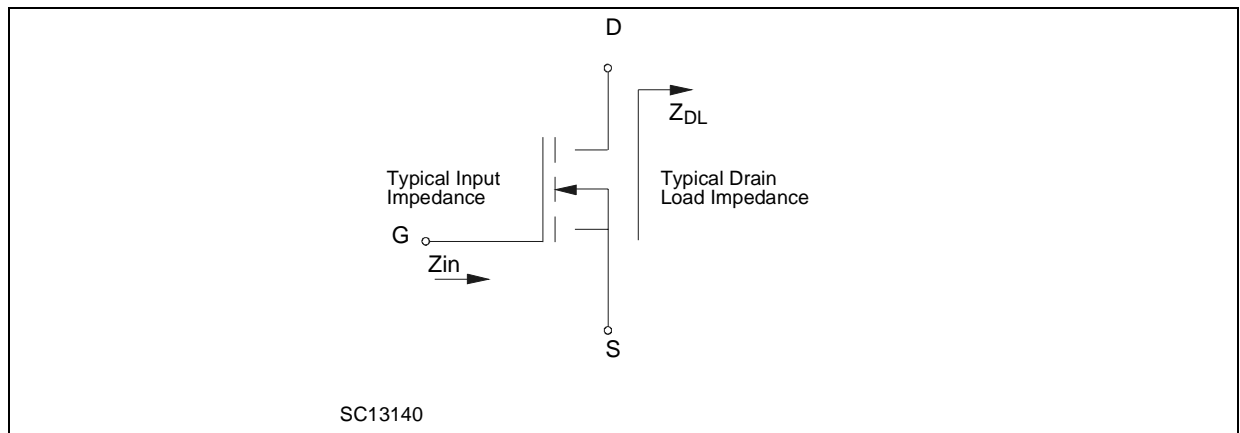 D
Z_DL
Typical Input
Impedance
Typical Drain
Load Impedance
G
Zin
S
SC13140